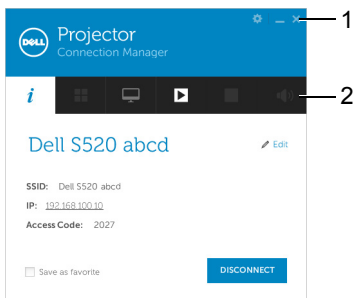 DELL
Projector
Connection Manager
1
i
2
Dell S520 abcd
Edit
SSID: Dell S520 abcd
IP: 192.168.100.10
Access Code: 2027
Save as favorite
DISCONNECT